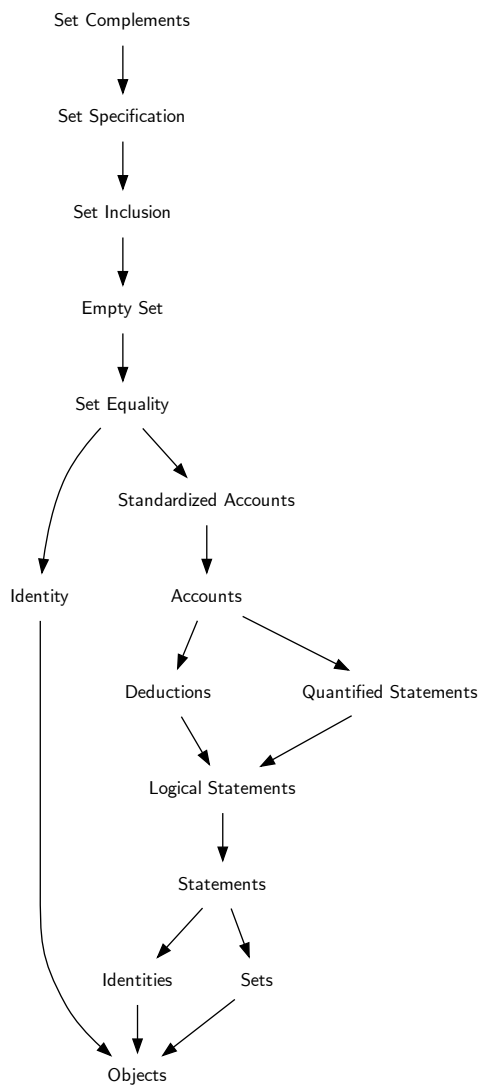 Set Complements
Set Specification
Set Inclusion
Empty Set
Set Equality
Standardized Accounts
Identity
Accounts
Deductions
Quantified Statements
Logical Statements
Statements
Identities
Sets
Objects